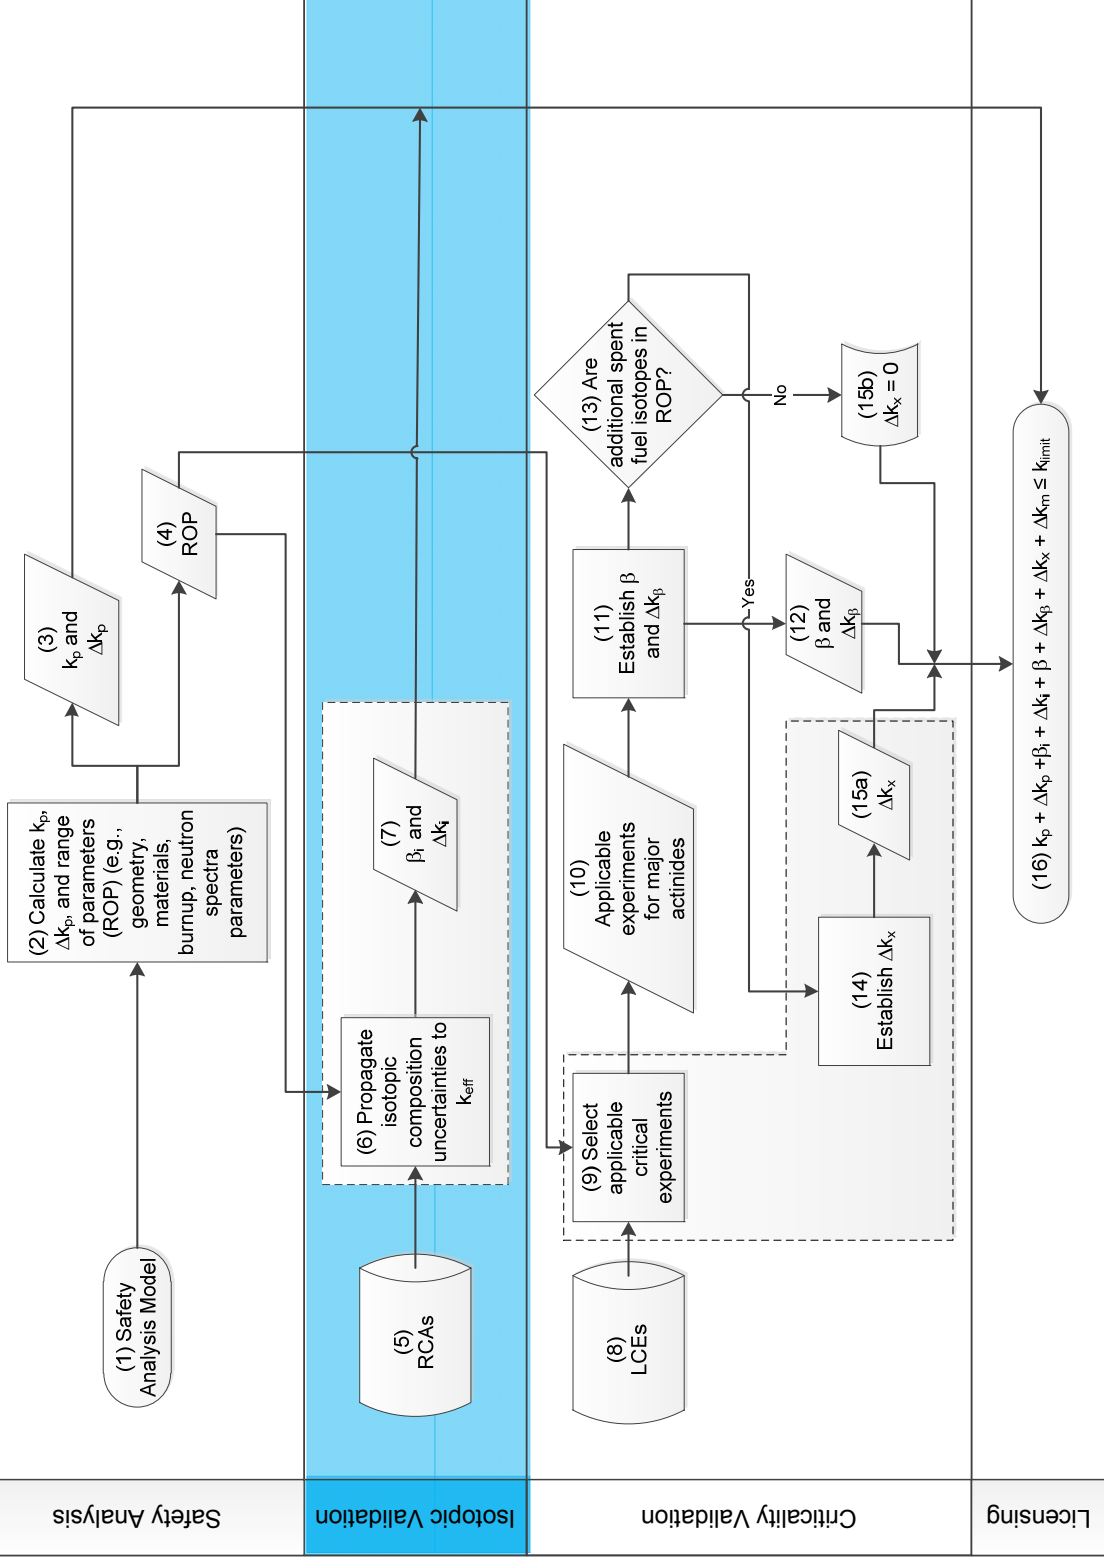 Safety Analysis
(1) Safety
Analysis Model
(2) Calculate kp,
Δkp, and range
of parameters
(ROP) (e.g.,
geometry,
materials,
burnup, neutron
spectra
parameters)
(3)
kp and
Δkp
(4)
ROP
Isotopic Validation
(5)
RCAs
(6) Propagate
isotopic
composition
uncertainties to
keff
(7)
βi and
Δki
Criticality Validation
(8)
LCEs
(9) Select
applicable
critical
experiments
(10)
Applicable
experiments
for major
actinides
(11)
Establish β
and Δkβ
(12)
β and
Δkβ
(13) Are
additional spent
fuel isotopes in
ROP?
Yes
No
(14)
Establish Δkx
(15a)
Δkx
(15b)
Δkx = 0
Licensing
(16) kp + Δkp +βi + Δki + β + Δkβ + Δkx + Δkm ≤ klimit